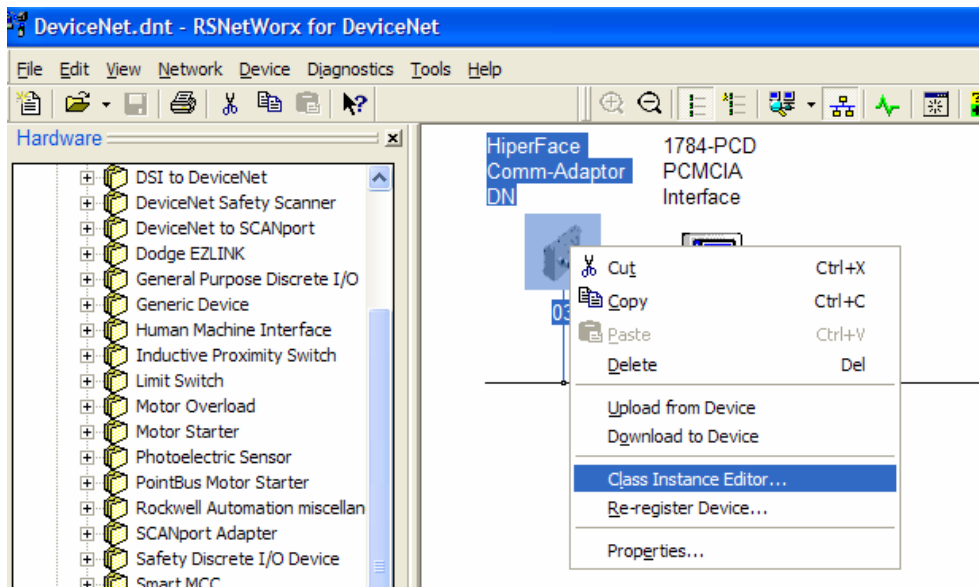 DeviceNet.dnt - RSNetWorx for DeviceNet
File Edit View Network Device Diagnostics Tools Help
Hardware
DSI to DeviceNet
DeviceNet Safety Scanner
DeviceNet to SCANport
Dodge EZLINK
General Purpose Discrete I/O
Generic Device
Human Machine Interface
Inductive Proximity Switch
Limit Switch
Motor Overload
Motor Starter
Photoelectric Sensor
PointBus Motor Starter
Rockwell Automation miscellan
SCANport Adapter
Safety Discrete I/O Device
Smart MCC
HiperFace
Comm-Adaptor
DN
1784-PCD
PCMCIA
Interface
03
Cut Ctrl+X
Copy Ctrl+C
Paste Ctrl+V
Delete Del
Upload from Device
Download to Device
Class Instance Editor...
Re-register Device...
Properties...